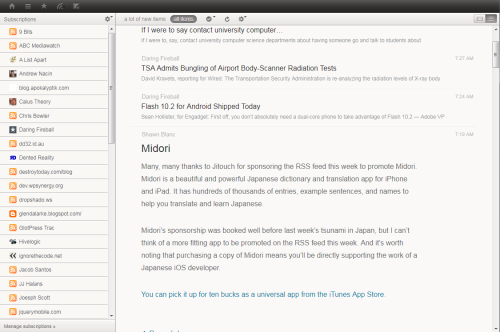 Subscriptions
a lot of new items
all items
9 Bits
ABC Mediawatch
A List Apart
Andrew Nacin
blog.apokalyptik.com
Caius Theory
Chris Bowler
Daring Fireball
dd32.id.au
Dented Reality
destroytoday.com/blog
dev-wpsynergy.org
dropshado.ws
glendalarke.blogspot.com/
GlotPress Trac
Hivelogic
ignorethecode.net
Jacob Santos
JJ Halans
Joeseph Scott
jquerymobile.com
Manage subscriptions »
If I were to say contact university computer…
If I were to say, contact university computer science departments about having someone go and talk to students about
Daring Fireball 7:27 AM
TSA Admits Bungling of Airport Body-Scanner Radiation Tests
David Kravets, reporting for Wired: The Transportation Security Administration is re-analyzing the radiation levels of X-ray body
Daring Fireball 7:24 AM
Flash 10.2 for Android Shipped Today
Sean Hollister, for Engadget: First off, you don't absolutely need a dual-core phone to take advantage of Flash 10.2 — Adobe VP
Shawn Blanc 7:19 AM
Midori
Many, many thanks to Jitouch for sponsoring the RSS feed this week to promote Midori.
Midori is a beautiful and powerful Japanese dictionary and translation app for iPhone
and iPad. It has hundreds of thousands of entries, example sentences, and names to
help you translate and learn Japanese.
Midori's sponsorship was booked well before last week's tsunami in Japan, but I can't
think of a more fitting app to be promoted on the RSS feed this week. And it's worth
noting that purchasing a copy of Midori means you'll be directly supporting the work of a
Japanese iOS developer.
You can pick it up for ten bucks as a universal app from the iTunes App Store.